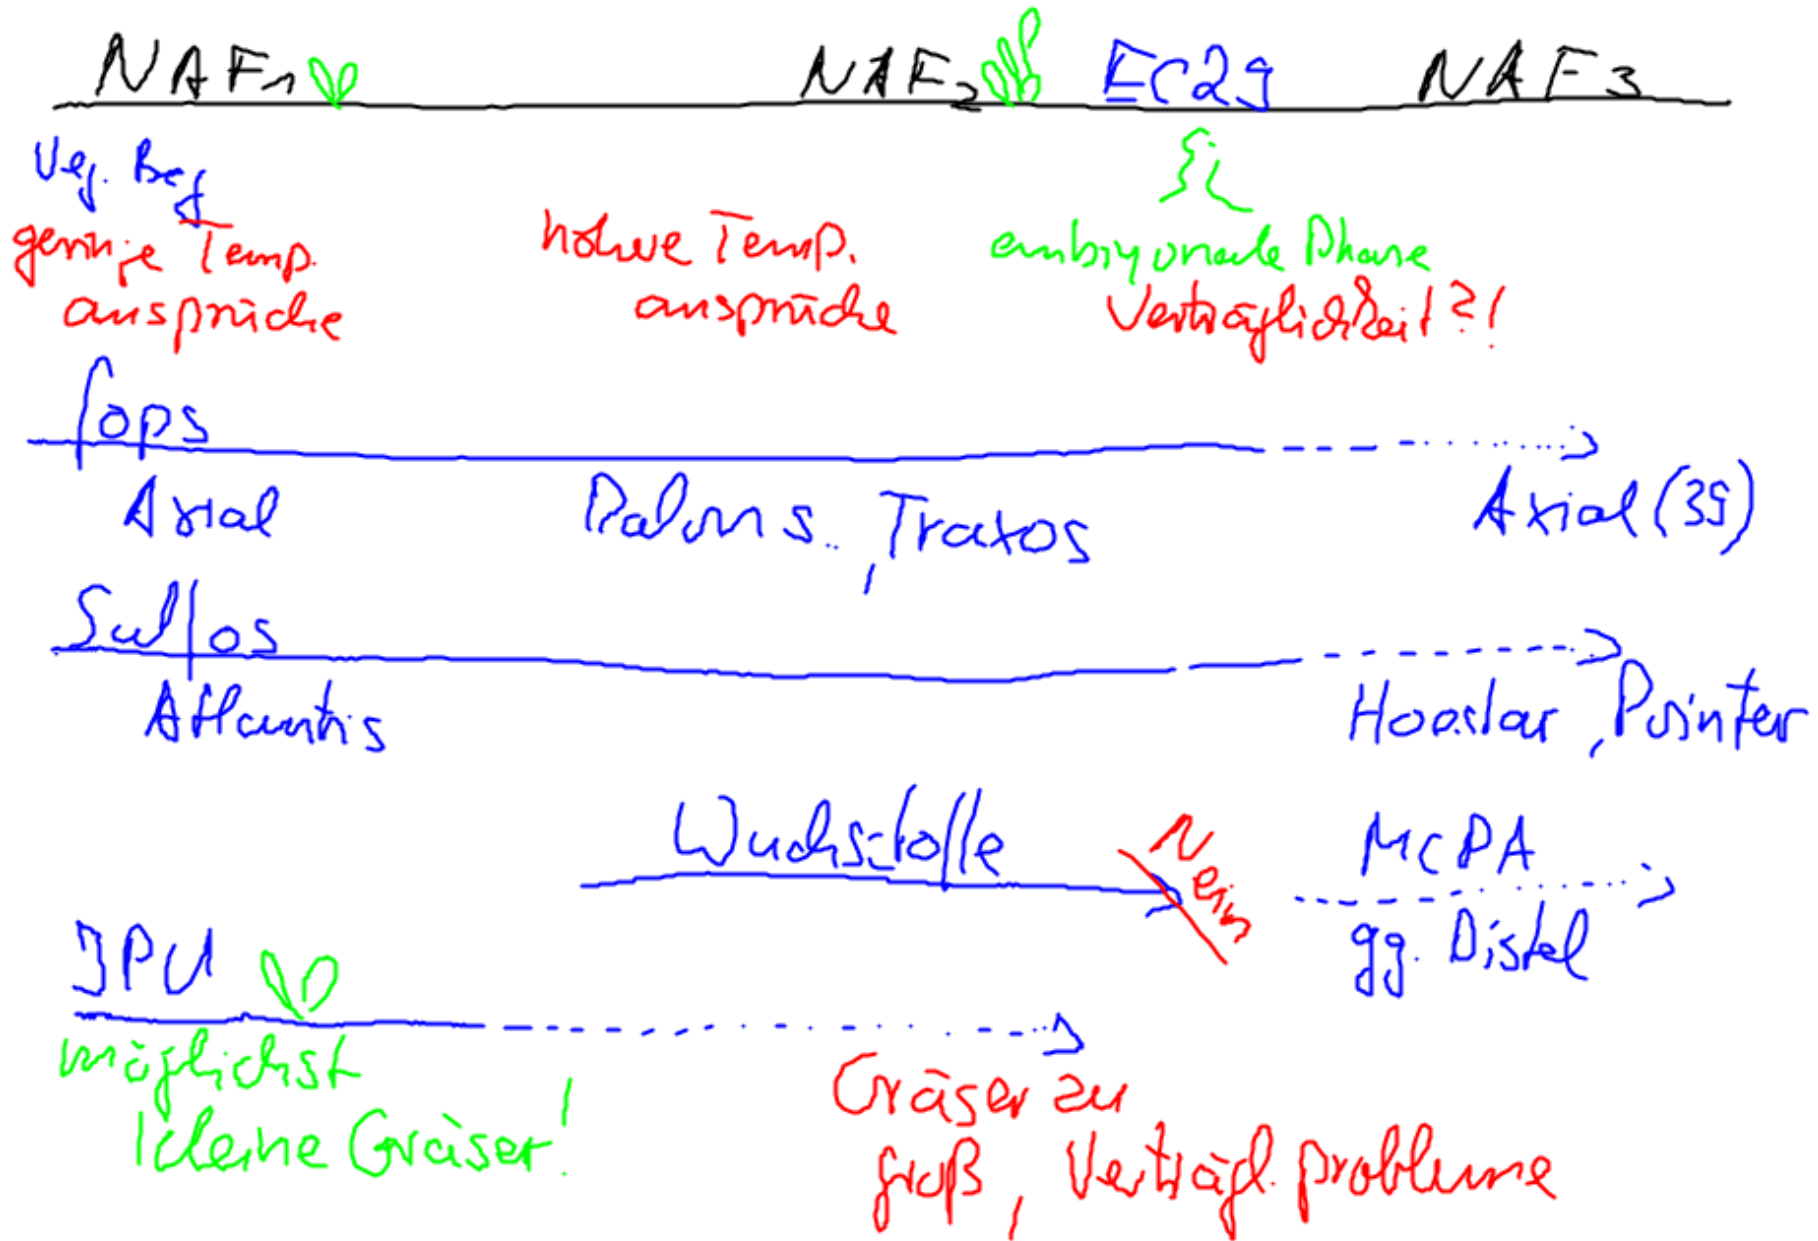 NAF1 NAF2 EC29 NAF3
Veg. Beg
geringe Temp. ansprüche
höhere Temp. ansprüche
embryonale Phase
Verträglichkeit?!
fops
Axial Traxos Axial (39)
Sulfos
Atlantis Hoestar, Pointer
Wuchsstoffe Nein MCPA
gg. Distel
IPU
möglichst
kleine Gräser!
Gräser zu
groß, Verträgl. probleme